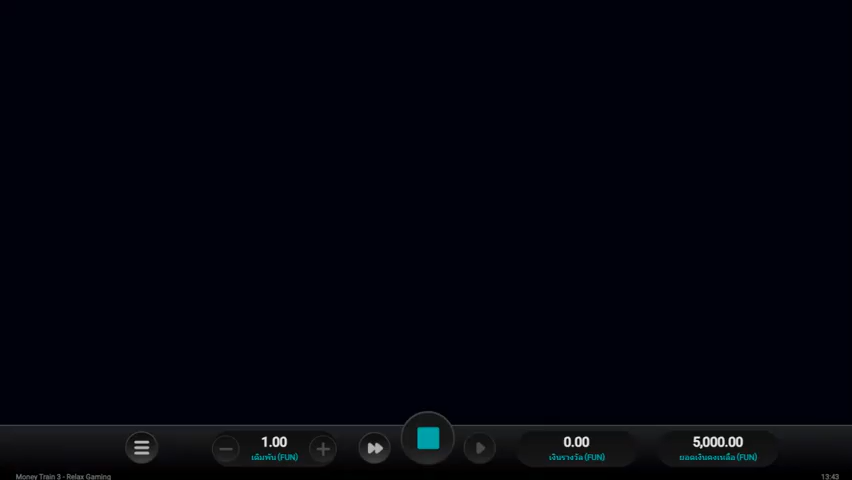 1.00
เดิมพัน (FUN)
0.00
เงินรางวัล (FUN)
5,000.00
ยอดเงินคงเหลือ (FUN)
Money Train 3 - Relax Gaming
13:43